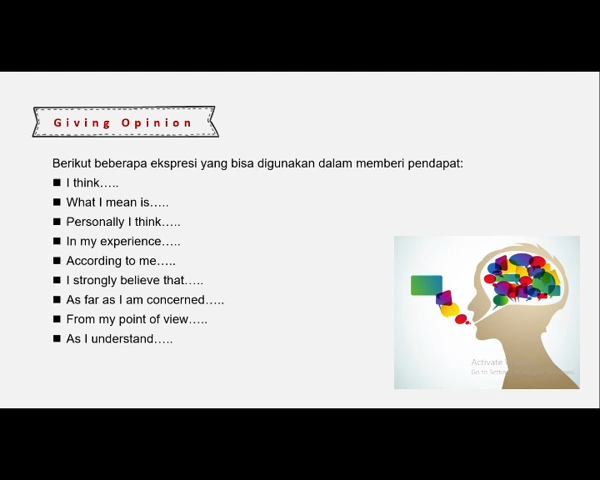 Giving Opinion
Berikut beberapa ekspresi yang bisa digunakan dalam memberi pendapat:
■ I think…..
■ What I mean is…..
■ Personally I think…..
■ In my experience…..
■ According to me…..
■ I strongly believe that…..
■ As far as I am concerned…..
■ From my point of view…..
■ As I understand…..
Activate
Go to